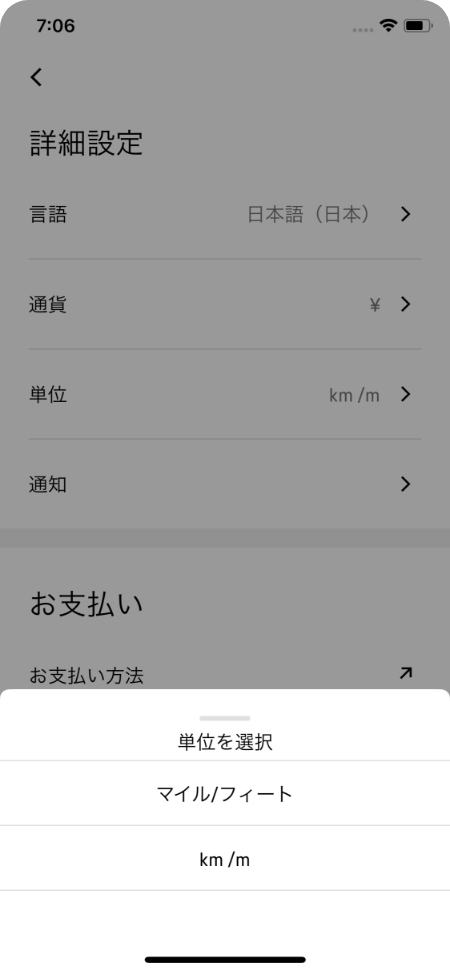 7:06
詳細設定
言語 日本語（日本）
通貨 ¥
単位 km /m
通知
お支払い
お支払い方法
単位を選択
マイル/フィート
km /m